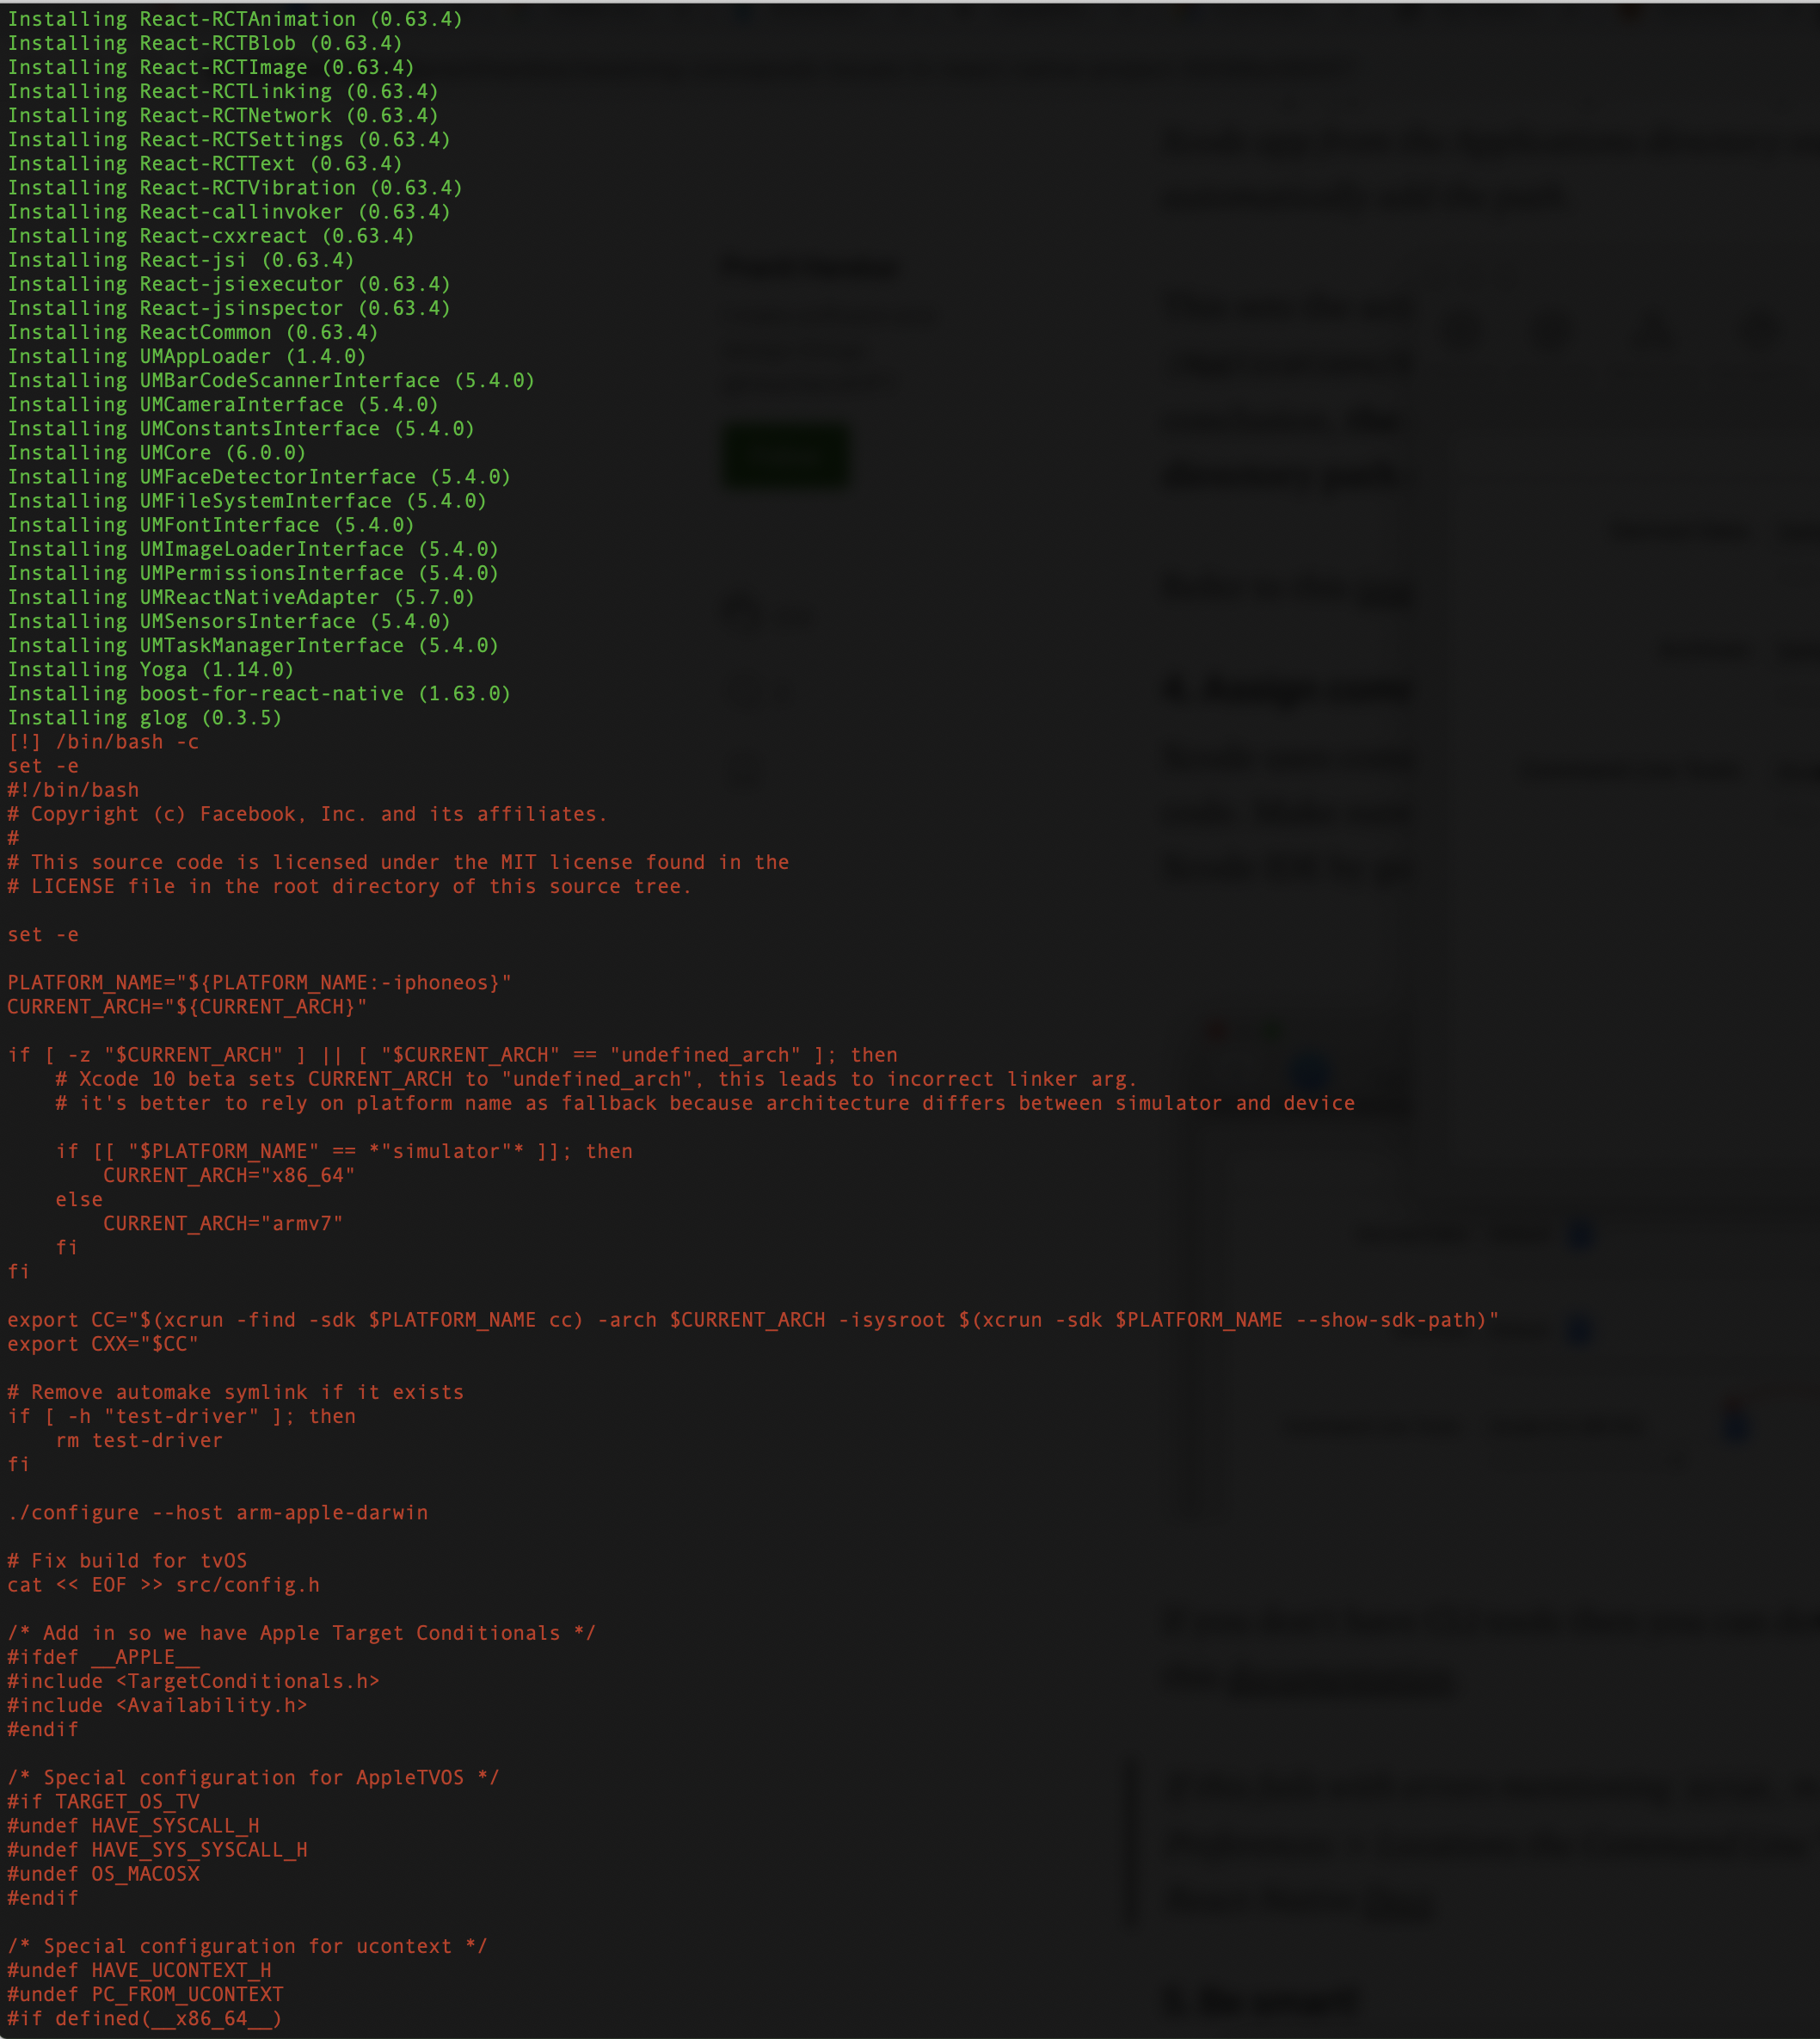 Installing React-RCTAnimation (0.63.4)
Installing React-RCTBlob (0.63.4)
Installing React-RCTImage (0.63.4)
Installing React-RCTLinking (0.63.4)
Installing React-RCTNetwork (0.63.4)
Installing React-RCTSettings (0.63.4)
Installing React-RCTText (0.63.4)
Installing React-RCTVibration (0.63.4)
Installing React-callinvoker (0.63.4)
Installing React-cxxreact (0.63.4)
Installing React-jsi (0.63.4)
Installing React-jsiexecutor (0.63.4)
Installing React-jsinspector (0.63.4)
Installing ReactCommon (0.63.4)
Installing UMAppLoader (1.4.0)
Installing UMBarCodeScannerInterface (5.4.0)
Installing UMCameraInterface (5.4.0)
Installing UMConstantsInterface (5.4.0)
Installing UMCore (6.0.0)
Installing UMFaceDetectorInterface (5.4.0)
Installing UMFileSystemInterface (5.4.0)
Installing UMFontInterface (5.4.0)
Installing UMImageLoaderInterface (5.4.0)
Installing UMPermissionsInterface (5.4.0)
Installing UMReactNativeAdapter (5.7.0)
Installing UMSensorsInterface (5.4.0)
Installing UMTaskManagerInterface (5.4.0)
Installing Yoga (1.14.0)
Installing boost-for-react-native (1.63.0)
Installing glog (0.3.5)
[!] /bin/bash -c
set -e
#!/bin/bash
# Copyright (c) Facebook, Inc. and its affiliates.
#
# This source code is licensed under the MIT license found in the
# LICENSE file in the root directory of this source tree.

set -e

PLATFORM_NAME="${PLATFORM_NAME:-iphoneos}"
CURRENT_ARCH="${CURRENT_ARCH}"

if [ -z "$CURRENT_ARCH" ] || [ "$CURRENT_ARCH" == "undefined_arch" ]; then
    # Xcode 10 beta sets CURRENT_ARCH to "undefined_arch", this leads to incorrect linker arg.
    # it's better to rely on platform name as fallback because architecture differs between simulator and device

    if [[ "$PLATFORM_NAME" == *"simulator"* ]]; then
        CURRENT_ARCH="x86_64"
    else
        CURRENT_ARCH="armv7"
    fi
fi

export CC="$(xcrun -find -sdk $PLATFORM_NAME cc) -arch $CURRENT_ARCH -isysroot $(xcrun -sdk $PLATFORM_NAME --show-sdk-path)"
export CXX="$CC"

# Remove automake symlink if it exists
if [ -h "test-driver" ]; then
    rm test-driver
fi

./configure --host arm-apple-darwin

# Fix build for tvOS
cat << EOF >> src/config.h

/* Add in so we have Apple Target Conditionals */
#ifdef __APPLE__
#include <TargetConditionals.h>
#include <Availability.h>
#endif

/* Special configuration for AppleTVOS */
#if TARGET_OS_TV
#undef HAVE_SYSCALL_H
#undef HAVE_SYS_SYSCALL_H
#undef OS_MACOSX
#endif

/* Special configuration for ucontext */
#undef HAVE_UCONTEXT_H
#undef PC_FROM_UCONTEXT
#if defined(__x86_64__)